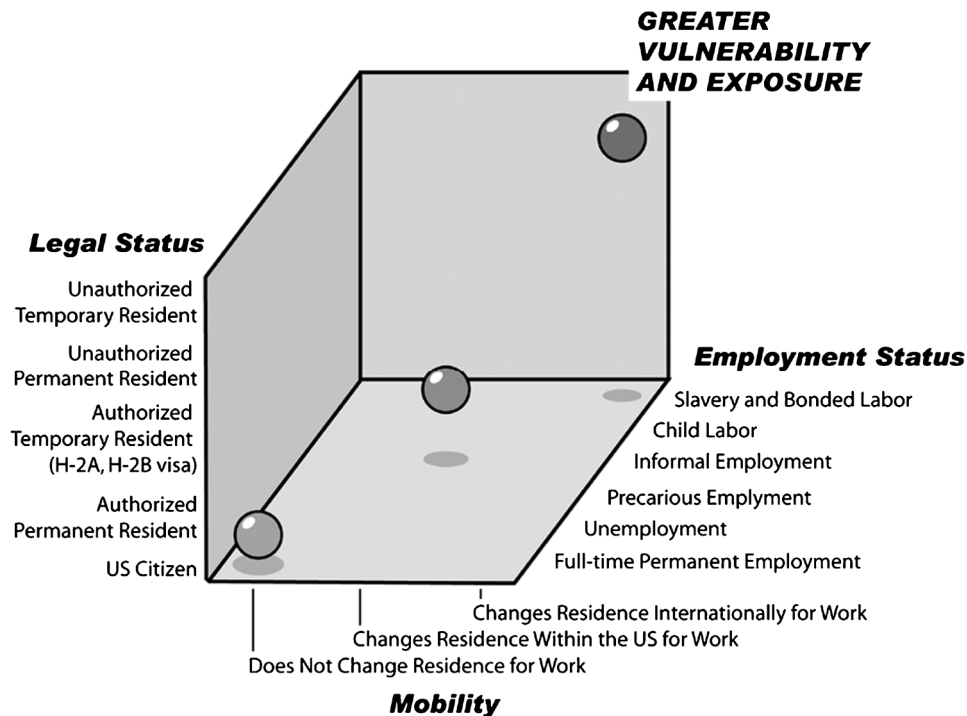 GREATER
VULNERABILITY
AND EXPOSURE
Legal Status
Unauthorized
Temporary Resident
Unauthorized
Permanent Resident
Authorized
Temporary Resident
(H-2A, H-2B visa)
Authorized
Permanent Resident
US Citizen
Employment Status
Slavery and Bonded Labor
Child Labor
Informal Employment
Precarious Emplyment
Unemployment
Full-time Permanent Employment
Changes Residence Internationally for Work
Changes Residence Within the US for Work
Does Not Change Residence for Work
Mobility